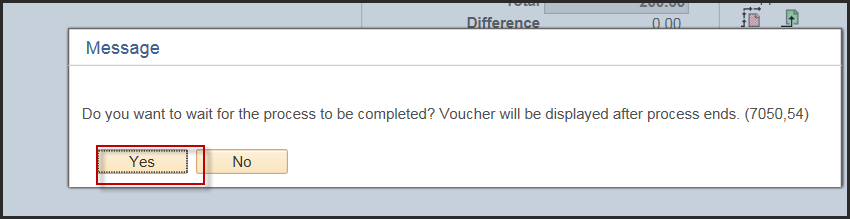 Total
Difference 0.00
Message
Do you want to wait for the process to be completed? Voucher will be displayed after process ends. (7050,54)
Yes No